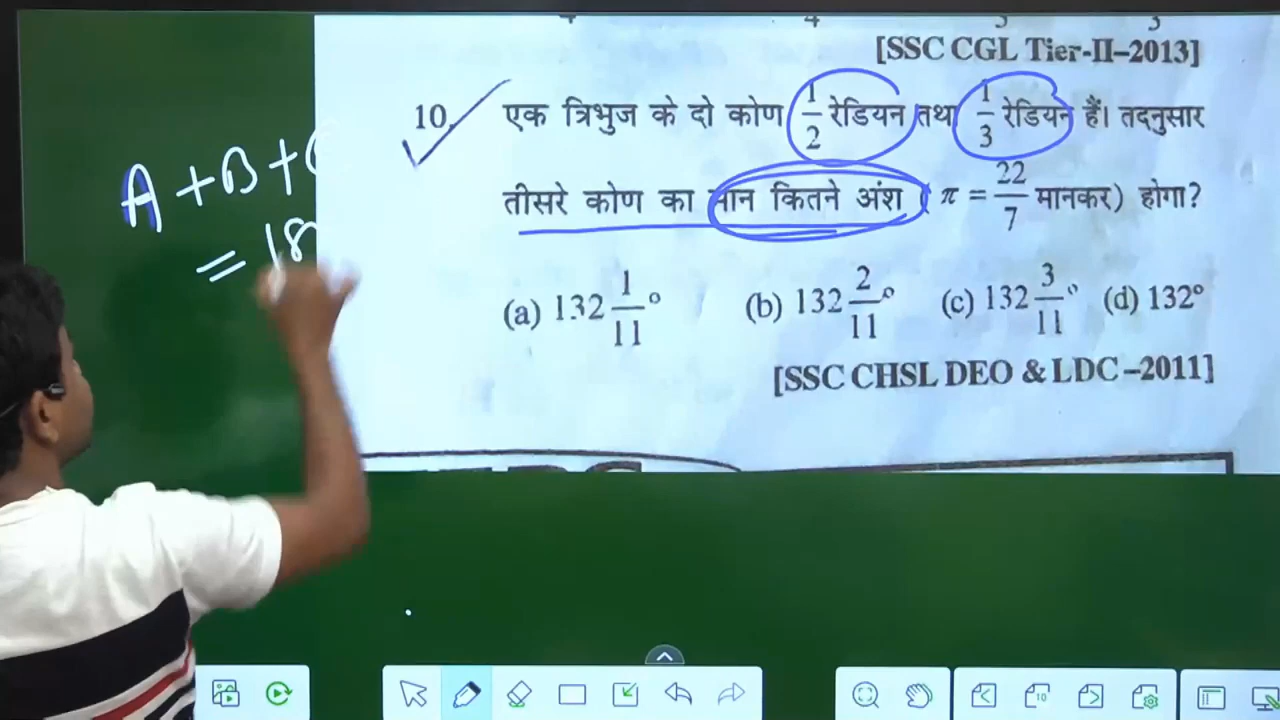 [SSC CGL Tier-II–2013]
10. एक त्रिभुज के दो कोण 1/2 रेडियन तथा 1/3 रेडियन हैं। तदनुसार
तीसरे कोण का मान कितने अंश ( π = 22/7 मानकर) होगा?
(a) 132 1/11° (b) 132 2/11° (c) 132 3/11° (d) 132°
[SSC CHSL DEO & LDC–2011]
A + B +
= 18